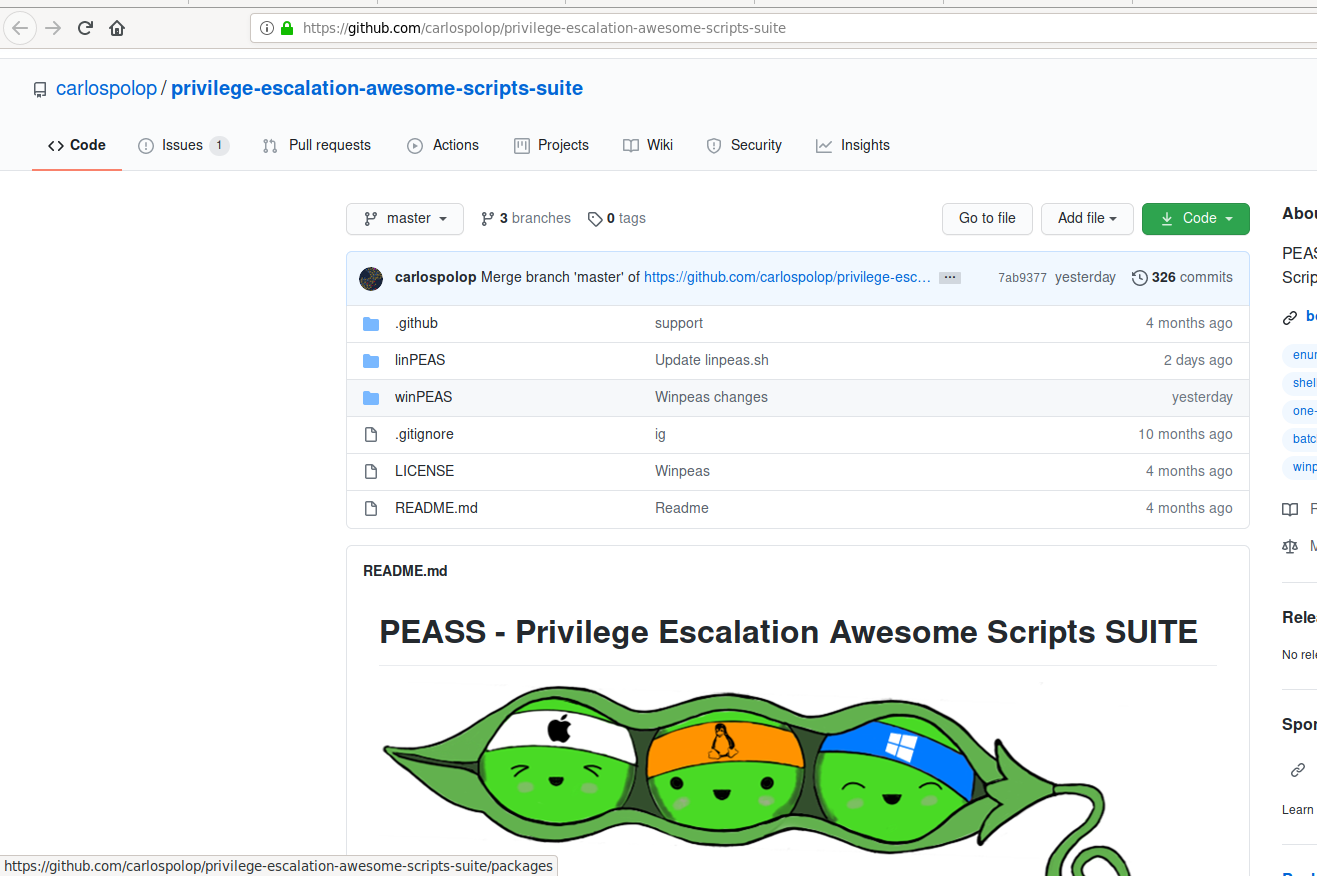 https://github.com/carlospolop/privilege-escalation-awesome-scripts-suite
carlospolop / privilege-escalation-awesome-scripts-suite
Code Issues 1 Pull requests Actions Projects Wiki Security Insights
master 3 branches 0 tags Go to file Add file Code
carlospolop Merge branch 'master' of https://github.com/carlospolop/privilege-esc… ... 7ab9377 yesterday 326 commits
.github support 4 months ago
linPEAS Update linpeas.sh 2 days ago
winPEAS Winpeas changes yesterday
.gitignore ig 10 months ago
LICENSE Winpeas 4 months ago
README.md Readme 4 months ago
README.md
PEASS - Privilege Escalation Awesome Scripts SUITE
Abou
PEAS
Scrip
be
enur
shell
one-
batc
winp
R
M
Rele
No rele
Spor
Learn
https://github.com/carlospolop/privilege-escalation-awesome-scripts-suite/packages